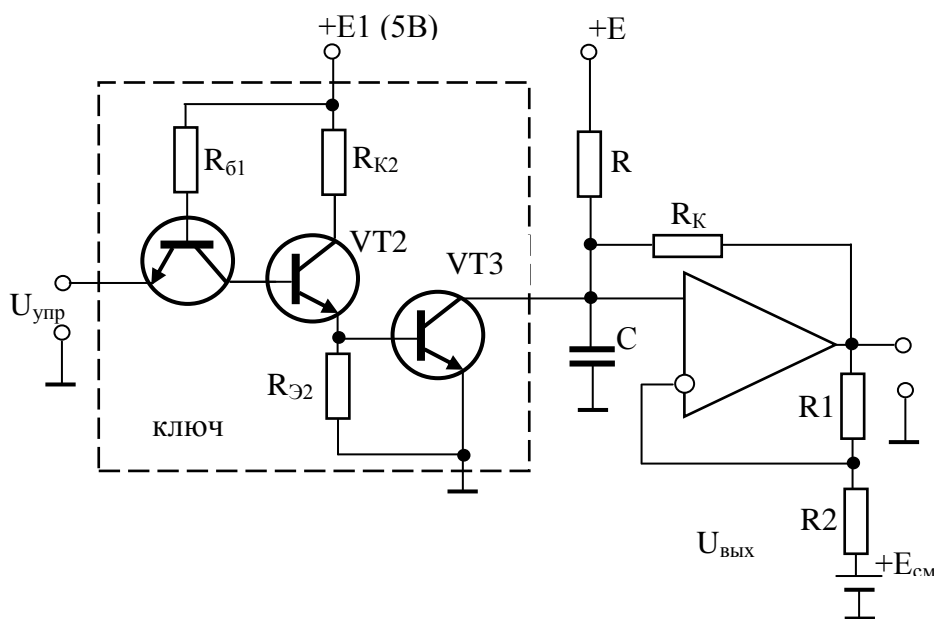 +E1 (5В)
+E
Rб1
RК2
R
RК
VT2
VT3
Uупр
C
RЭ2
R1
ключ
R2
Uвых
+Eсм